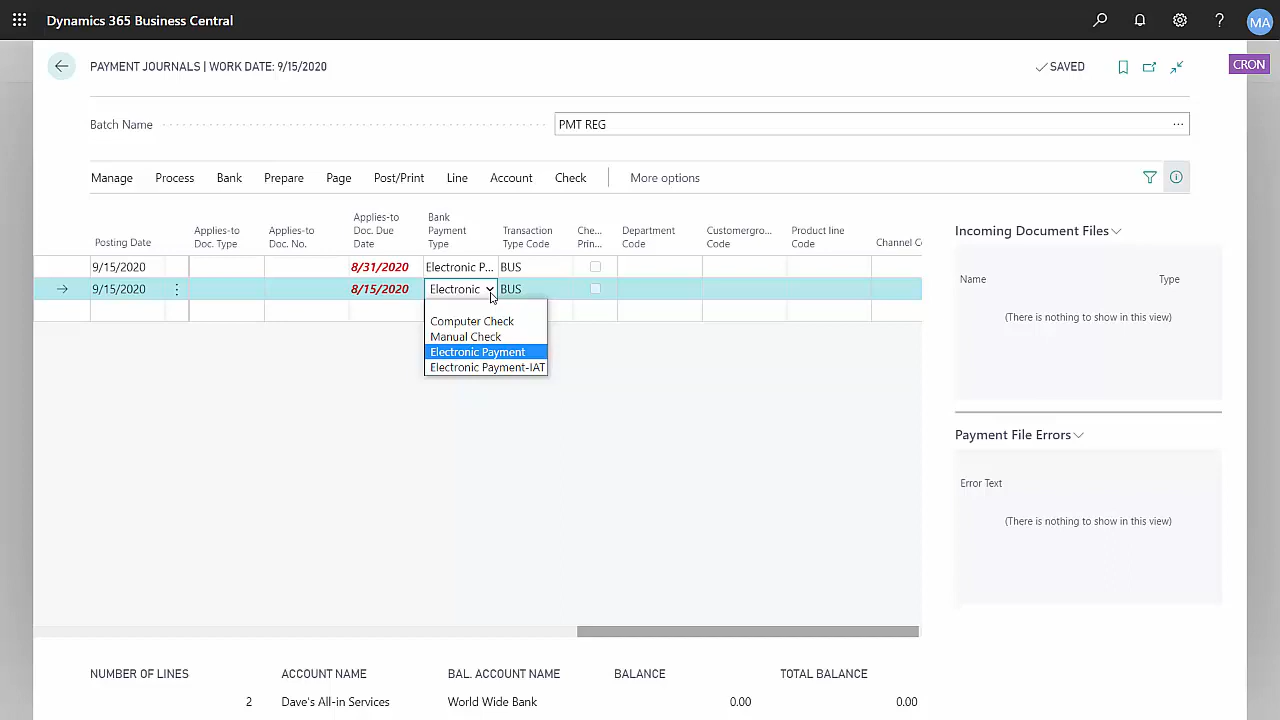 Dynamics 365 Business Central
MA
PAYMENT JOURNALS | WORK DATE: 9/15/2020
SAVED
CRON
Batch Name
PMT REG
Manage Process Bank Prepare Page Post/Print Line Account Check More options
Posting Date
Applies-to Doc. Type
Applies-to Doc. No.
Applies-to Doc. Due Date
Bank Payment Type
Transaction Type Code
Che... Prin...
Department Code
Customergro... Code
Product line Code
Channel C
9/15/2020 8/31/2020 Electronic P... BUS
9/15/2020 8/15/2020 Electronic BUS
Computer Check
Manual Check
Electronic Payment
Electronic Payment-IAT
Incoming Document Files
Name Type
(There is nothing to show in this view)
Payment File Errors
Error Text
(There is nothing to show in this view)
NUMBER OF LINES ACCOUNT NAME BAL. ACCOUNT NAME BALANCE TOTAL BALANCE
2 Dave's All-in Services World Wide Bank 0.00 0.00